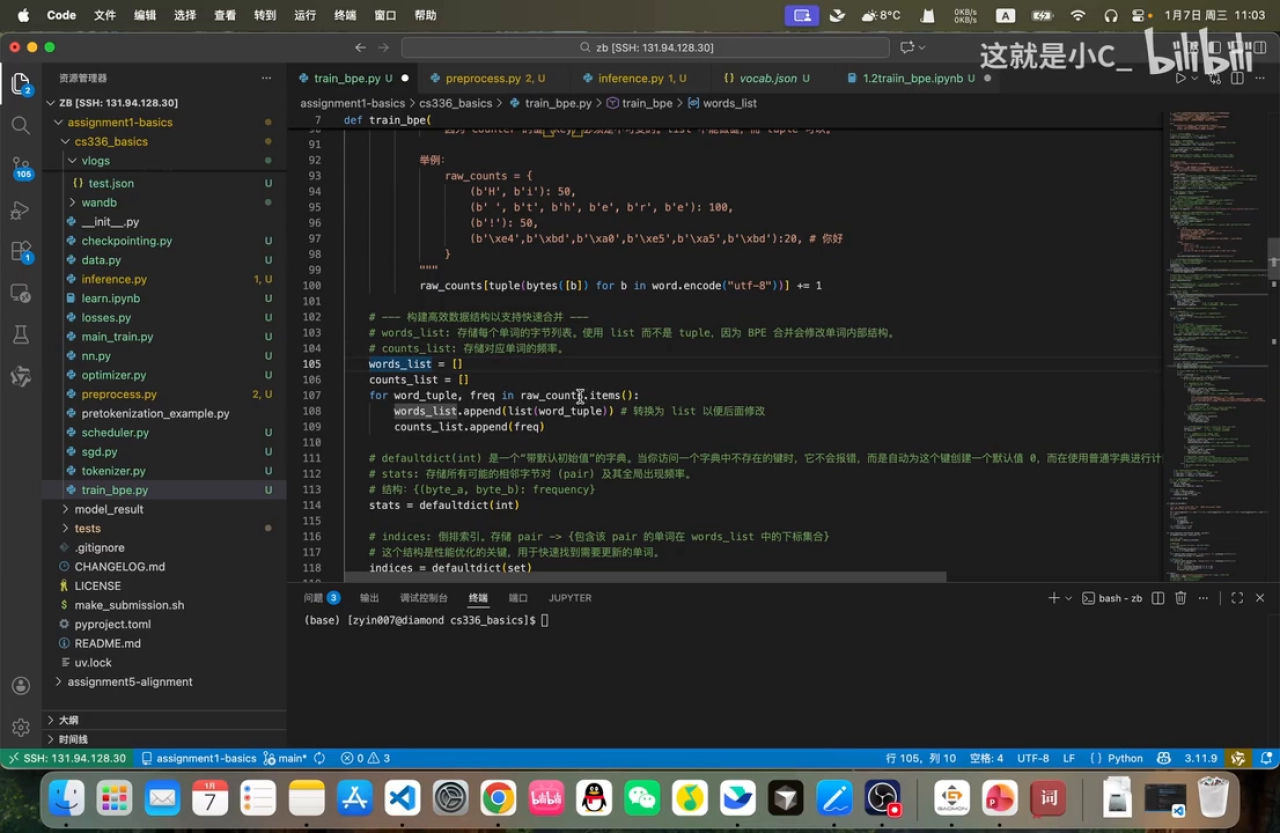 Code 文件 编辑 选择 查看 转到 运行 终端 窗口 帮助 8°C 0KB/s 0KB/s A 1月7日 周三 11:03
zb [SSH: 131.94.128.30]
这就是小C_ bilibili
资源管理器
train_bpe.py U
preprocess.py 2, U
inference.py 1, U
{} vocab.json U
1.2traiin_bpe.ipynb U
ZB [SSH: 131.94.128.30]
assignment1-basics
cs336_basics
vlogs
{} test.json U
wandb
__init__.py
checkpointing.py U
data.py U
inference.py 1, U
learn.ipynb U
losses.py U
main_train.py U
nn.py U
optimizer.py U
preprocess.py 2, U
pretokenization_example.py
scheduler.py U
sgd.py U
tokenizer.py U
train_bpe.py U
model_result
tests
.gitignore
CHANGELOG.md
LICENSE
make_submission.sh
pyproject.toml
README.md
uv.lock
assignment5-alignment
大纲
时间线
2
105
1
assignment1-basics > cs336_basics > train_bpe.py > train_bpe > words_list
7 def train_bpe(
91
92 举例:
93 raw_counts = {
94 (b'H', b'i'): 50,
95 (b' ', b't', b'h', b'e', b'r', b'e'): 100,
96 (b'!'): 50,
97 (b'\xe4',b'\xbd',b'\xa0',b'\xe5',b'\xa5',b'\xbd'):20, # 你好
98 }
99 """
100 raw_counts[tuple(bytes([b]) for b in word.encode("utf-8"))] += 1
101
102 # --- 构建高效数据结构以支持快速合并 ---
103 # words_list: 存储每个单词的字节列表。使用 list 而不是 tuple, 因为 BPE 合并会修改单词内部结构。
104 # counts_list: 存储对应单词的频率。
105 words_list = []
106 counts_list = []
107 for word_tuple, freq in raw_counts.items():
108 words_list.append(list(word_tuple)) # 转换为 list 以便后面修改
109 counts_list.append(freq)
110
111 # defaultdict(int) 是一个“带默认初始值”的字典。当你访问一个字典中不存在的键时, 它不会报错, 而是自动为这个键创建一个默认值 0, 而在使用普通字典进行计
112 # stats: 存储所有可能的相邻字节对 (pair) 及其全局出现频率。
113 # 结构: {(byte_a, byte_b): frequency}
114 stats = defaultdict(int)
115
116 # indices: 倒排索引。存储 pair -> {包含该 pair 的单词在 words_list 中的下标集合}
117 # 这个结构是性能优化的关键, 用于快速找到需要更新的单词。
118 indices = defaultdict(set)
问题 3 输出 调试控制台 终端 端口 JUPYTER bash - zb
(base) [zyin007@diamond cs336_basics]$
SSH: 131.94.128.30 assignment1-basics main* 0 3 行 105, 列 10 空格: 4 UTF-8 LF {} Python 3.11.9
1月
7
bilibili
GAOMON
词